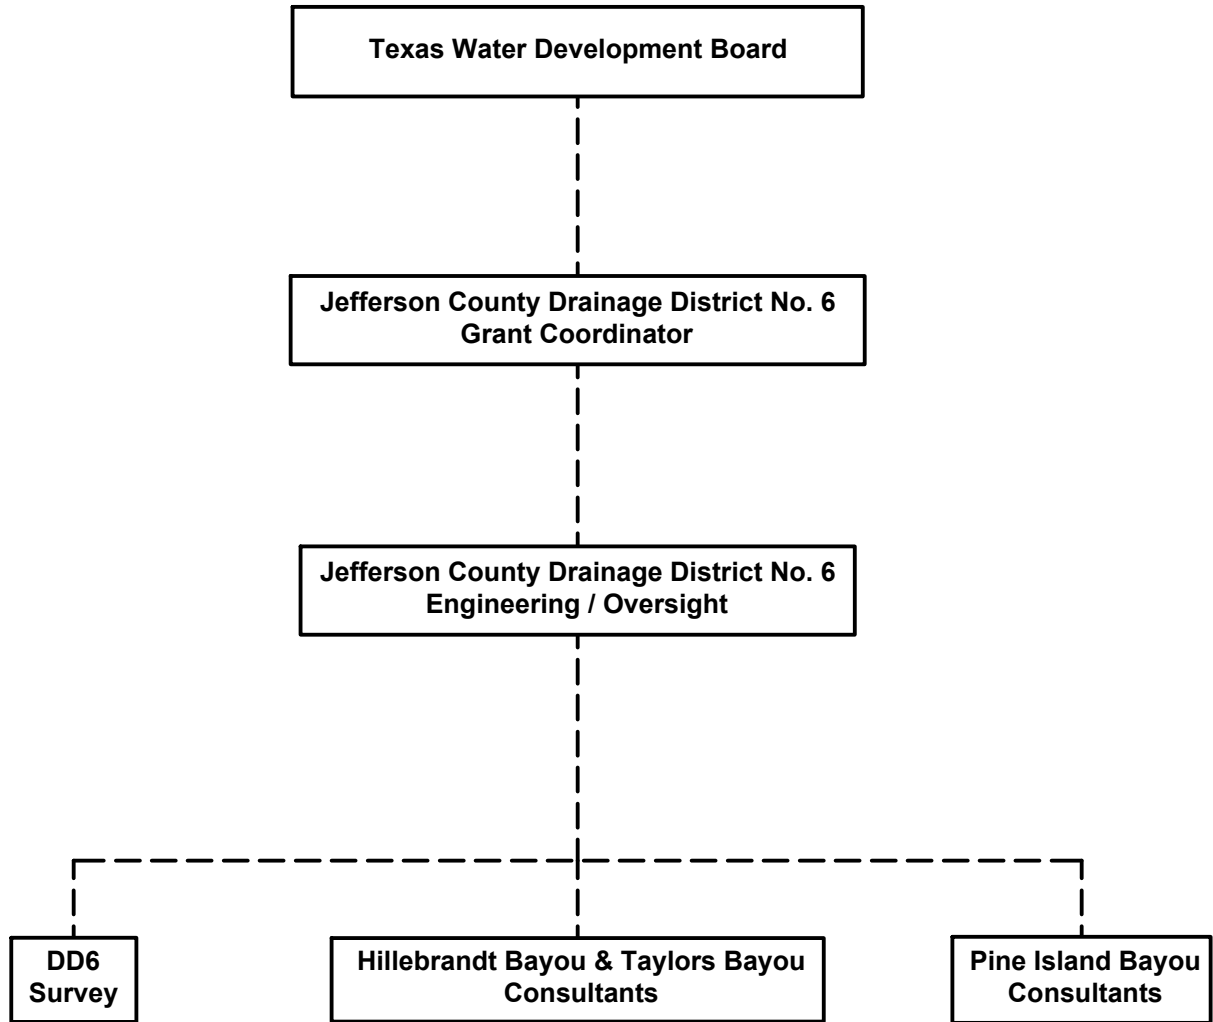 Texas Water Development Board
Jefferson County Drainage District No. 6
Grant Coordinator
Jefferson County Drainage District No. 6
Engineering / Oversight
DD6
Survey
Hillebrandt Bayou & Taylors Bayou
Consultants
Pine Island Bayou
Consultants